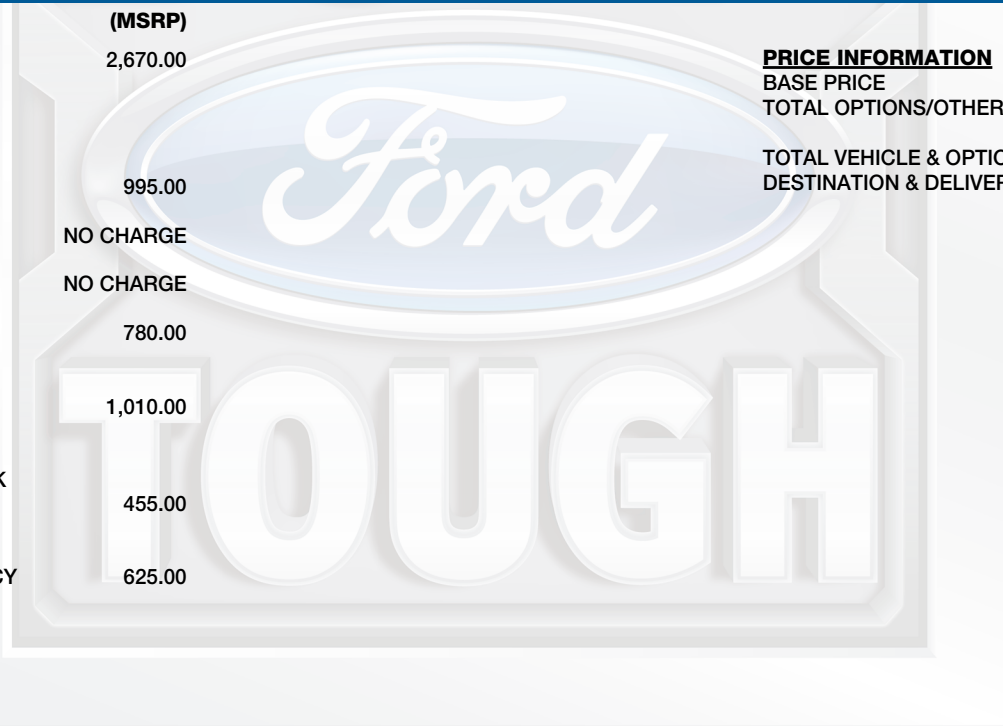 (MSRP)
2,670.00
995.00
NO CHARGE
NO CHARGE
780.00
1,010.00
K
455.00
CY
625.00
PRICE INFORMATION
BASE PRICE
TOTAL OPTIONS/OTHER
TOTAL VEHICLE & OPTIO
DESTINATION & DELIVER
Ford
TOUGH